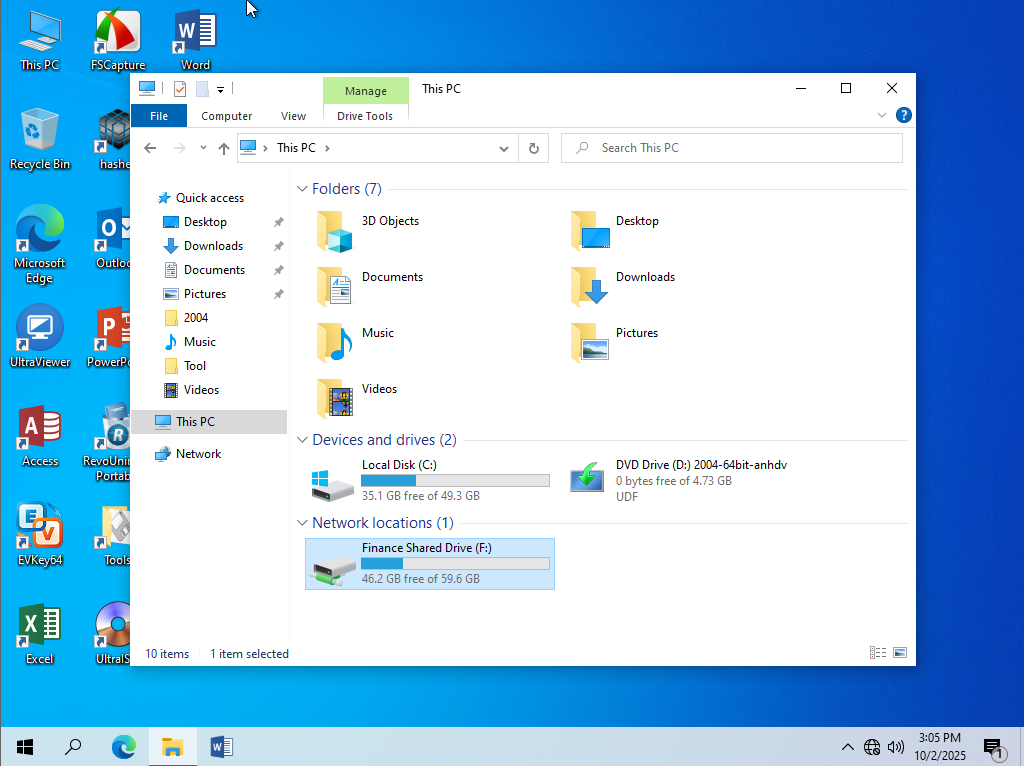 This PC
FSCapture
Word
Recycle Bin
hashe
Microsoft
Edge
Outloo
UltraViewer
PowerPo
Access
RevoUnin
Porta
EVKey64
Tools
Excel
UltraIS
Manage
This PC
File
Computer
View
Drive Tools
This PC
Search This PC
Quick access
Desktop
Downloads
Documents
Pictures
2004
Music
Tool
Videos
This PC
Network
Folders (7)
3D Objects
Desktop
Documents
Downloads
Music
Pictures
Videos
Devices and drives (2)
Local Disk (C:)
35.1 GB free of 49.3 GB
DVD Drive (D:) 2004-64bit-anhdv
0 bytes free of 4.73 GB
UDF
Network locations (1)
Finance Shared Drive (F:)
46.2 GB free of 59.6 GB
10 items
1 item selected
3:05 PM
10/2/2025
1